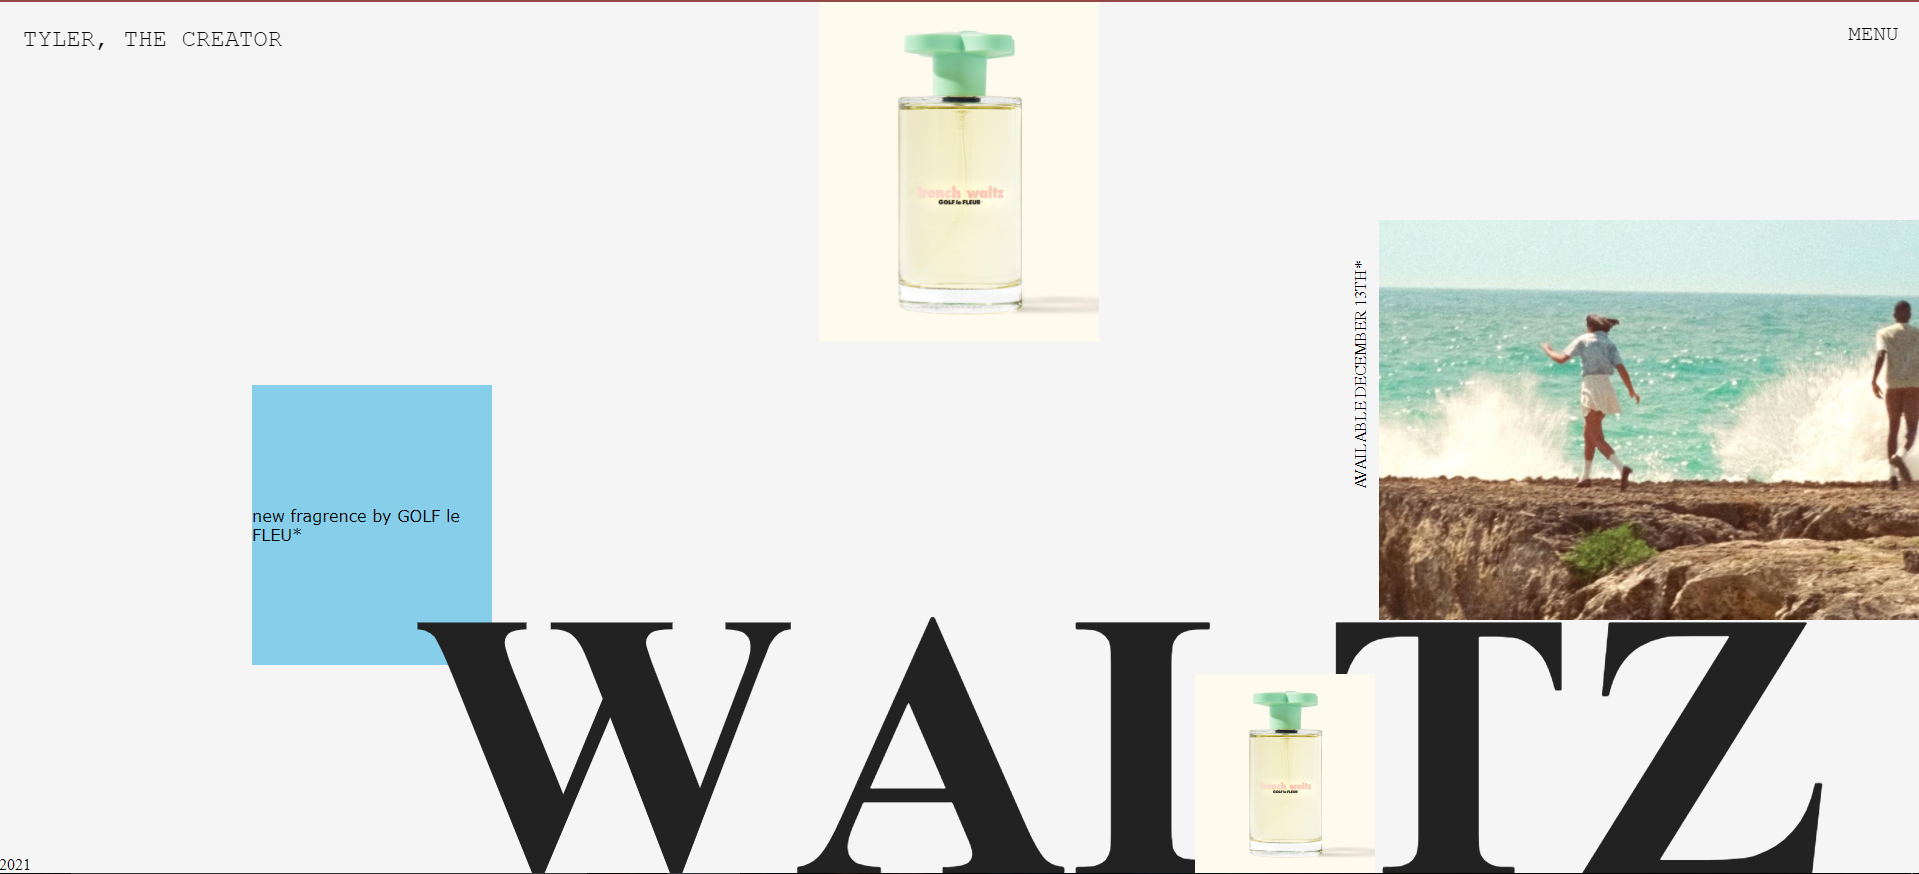 TYLER, THE CREATOR
MENU
french waltz
GOLF le FLEUR
AVAILABLE DECEMBER 13TH*
new fragrence by GOLF le
FLEU*
WALTZ
french waltz
GOLF le FLEUR
2021